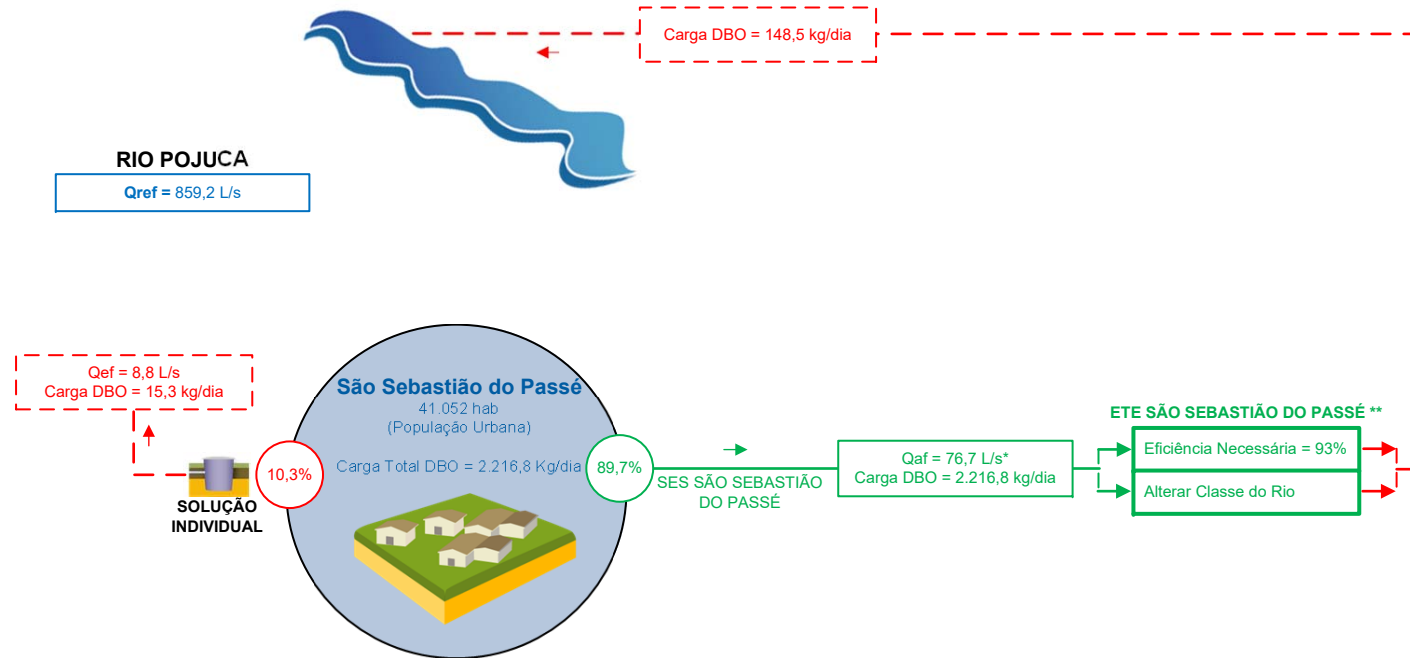 Carga DBO = 148,5 kg/dia
RIO POJUCA
Qref = 859,2 L/s
Qef = 8,8 L/s
Carga DBO = 15,3 kg/dia
SOLUÇÃO
INDIVIDUAL
10,3%
São Sebastião do Passé
41.052 hab
(População Urbana)
Carga Total DBO = 2.216,8 Kg/dia
89,7%
SES SÃO SEBASTIÃO
DO PASSÉ
Qaf = 76,7 L/s*
Carga DBO = 2.216,8 kg/dia
ETE SÃO SEBASTIÃO DO PASSÉ **
Eficiência Necessária = 93%
Alterar Classe do Rio